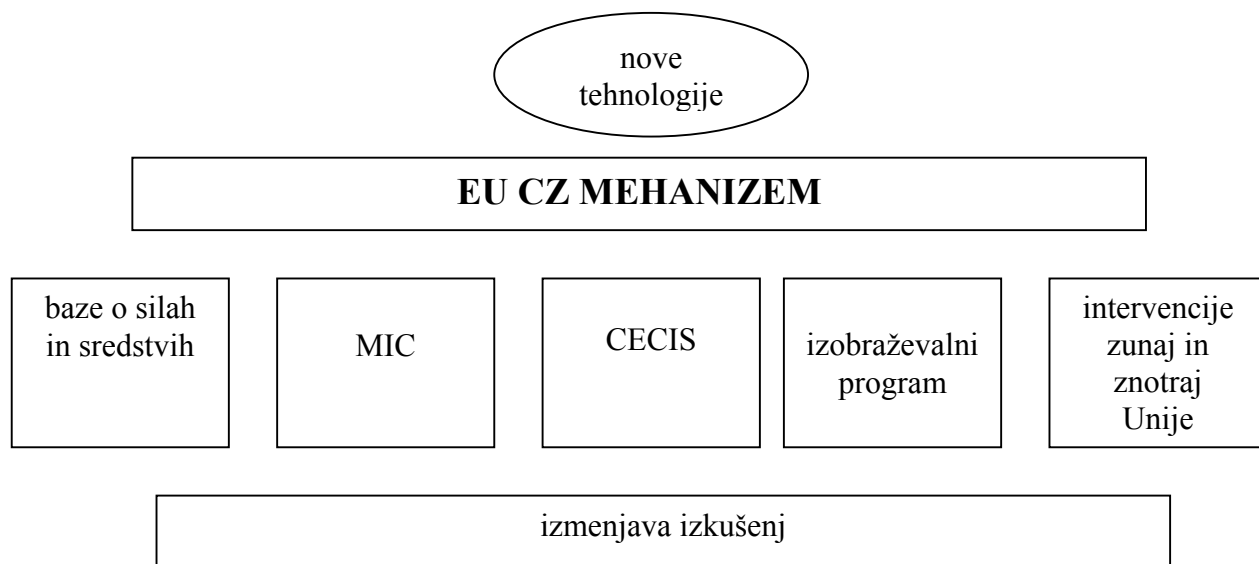 nove
tehnologije
EU CZ MEHANIZEM
baze o silah
in sredstvih
MIC
CECIS
izobraževalni
program
intervencije
zunaj in
znotraj
Unije
izmenjava izkušenj